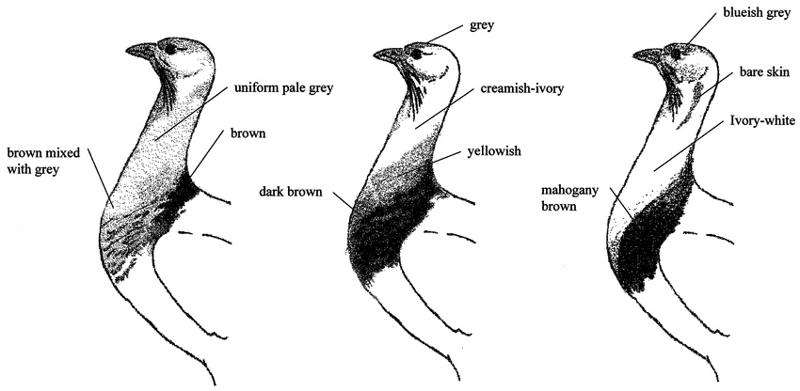 uniform pale grey
brown
brown mixed
with grey
grey
creamish-ivory
yellowish
dark brown
blueish grey
bare skin
Ivory-white
mahogany
brown